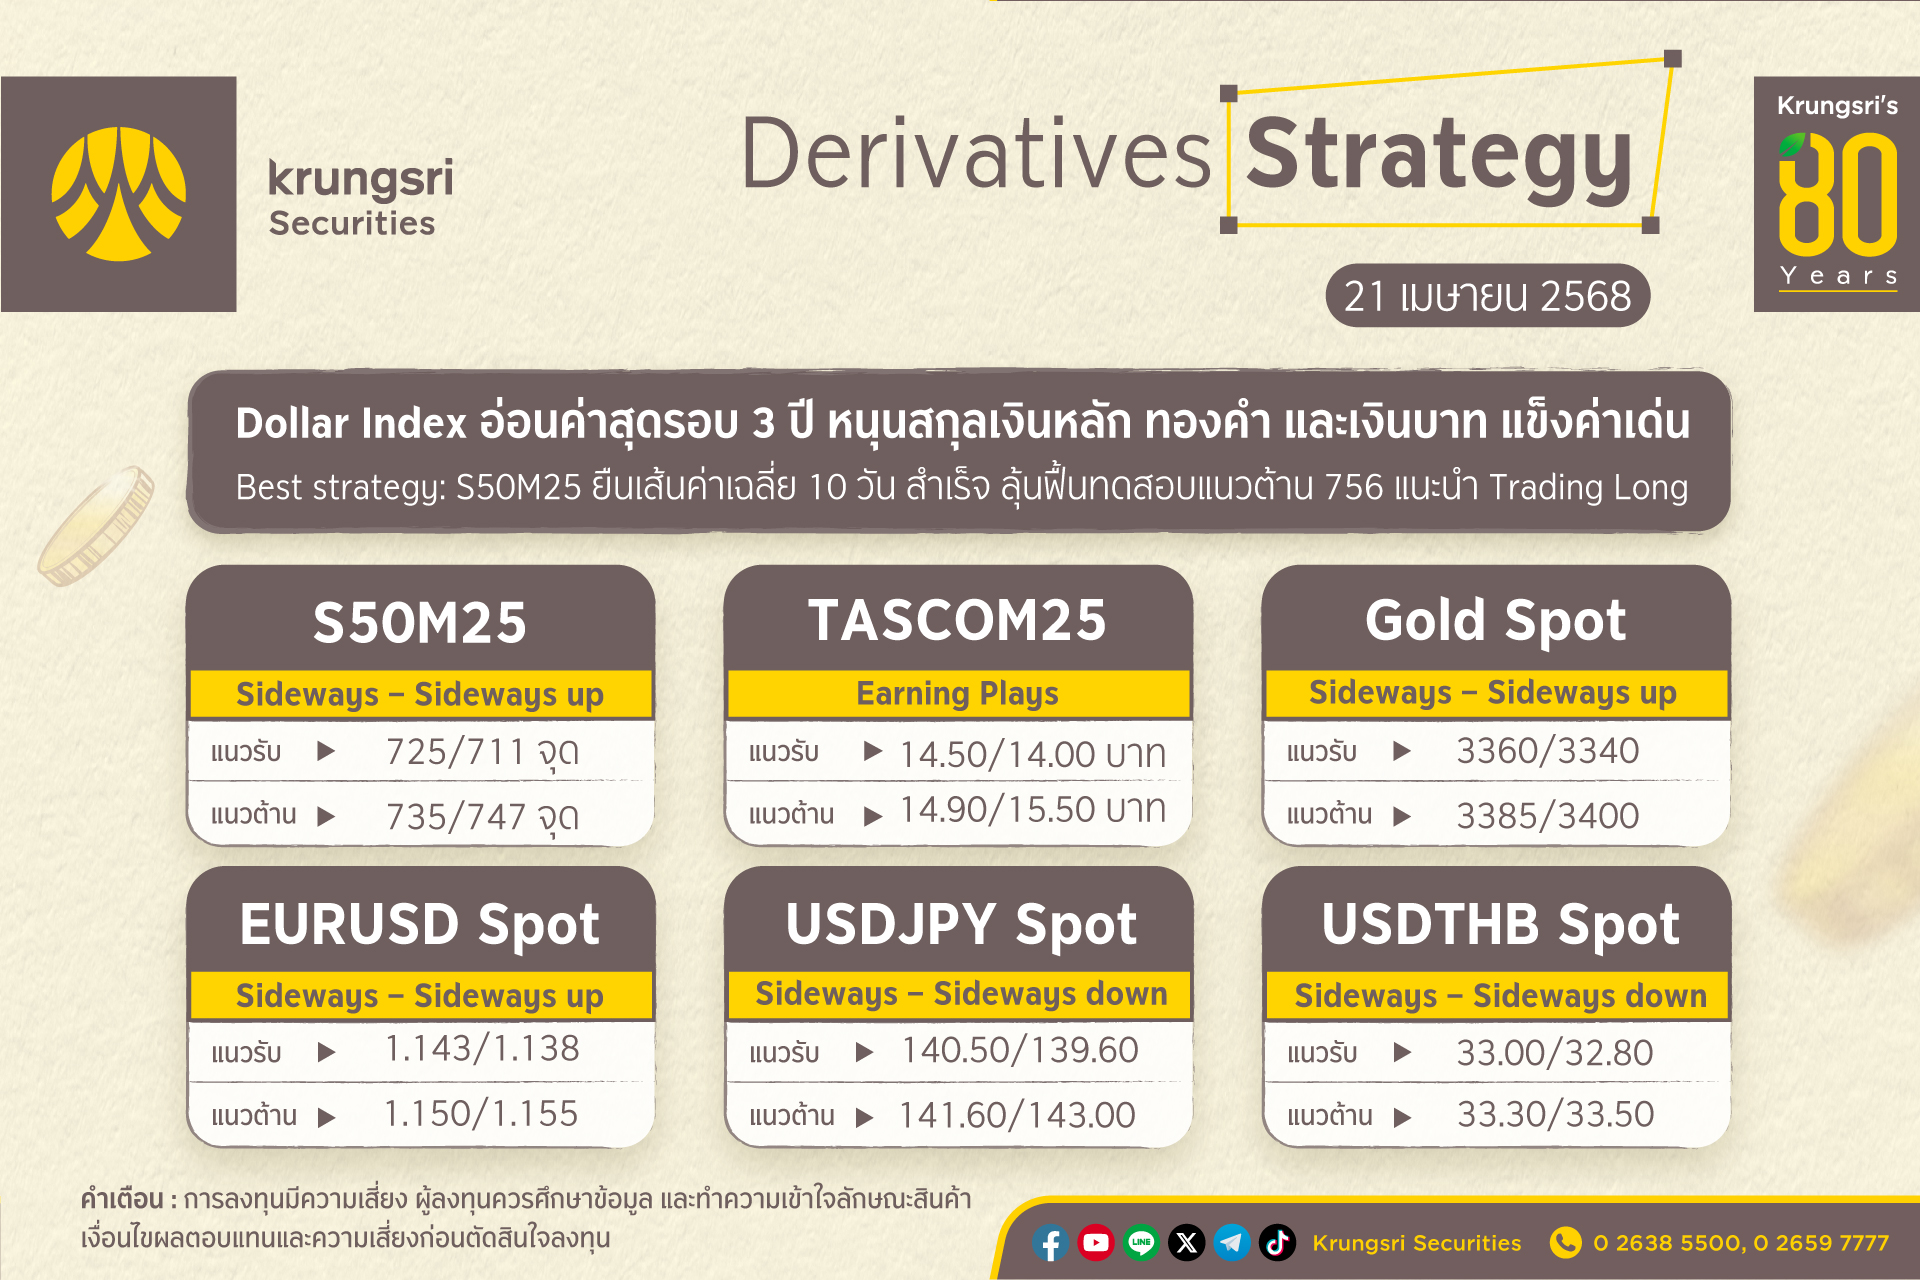 krungsri
Securities
Derivatives Strategy
Krungsri's
80
Years
21 เมษายน 2568
Dollar Index อ่อนค่าสุดรอบ 3 ปี หนุนสกุลเงินหลัก ทองคำ และเงินบาท แข็งค่าเด่น
Best strategy: S50M25 ยืนเส้นค่าเฉลี่ย 10 วัน สำเร็จ ลุ้นฟื้นทดสอบแนวต้าน 756 แนะนำ Trading Long
S50M25
Sideways – Sideways up
แนวรับ 725/711 จุด
แนวต้าน 735/747 จุด
TASCOM25
Earning Plays
แนวรับ 14.50/14.00 บาท
แนวต้าน 14.90/15.50 บาท
Gold Spot
Sideways – Sideways up
แนวรับ 3360/3340
แนวต้าน 3385/3400
EURUSD Spot
Sideways – Sideways up
แนวรับ 1.143/1.138
แนวต้าน 1.150/1.155
USDJPY Spot
Sideways – Sideways down
แนวรับ 140.50/139.60
แนวต้าน 141.60/143.00
USDTHB Spot
Sideways – Sideways down
แนวรับ 33.00/32.80
แนวต้าน 33.30/33.50
คำเตือน : การลงทุนมีความเสี่ยง ผู้ลงทุนควรศึกษาข้อมูล และทำความเข้าใจลักษณะสินค้า
เงื่อนไขผลตอบแทนและความเสี่ยงก่อนตัดสินใจลงทุน
LINE
Krungsri Securities 0 2638 5500, 0 2659 7777